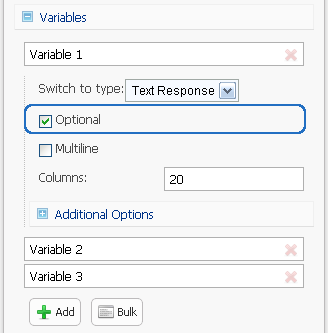 Variables
Variable 1
Switch to type: Text Response
Optional
Multiline
Columns: 20
Additional Options
Variable 2
Variable 3
Add Bulk